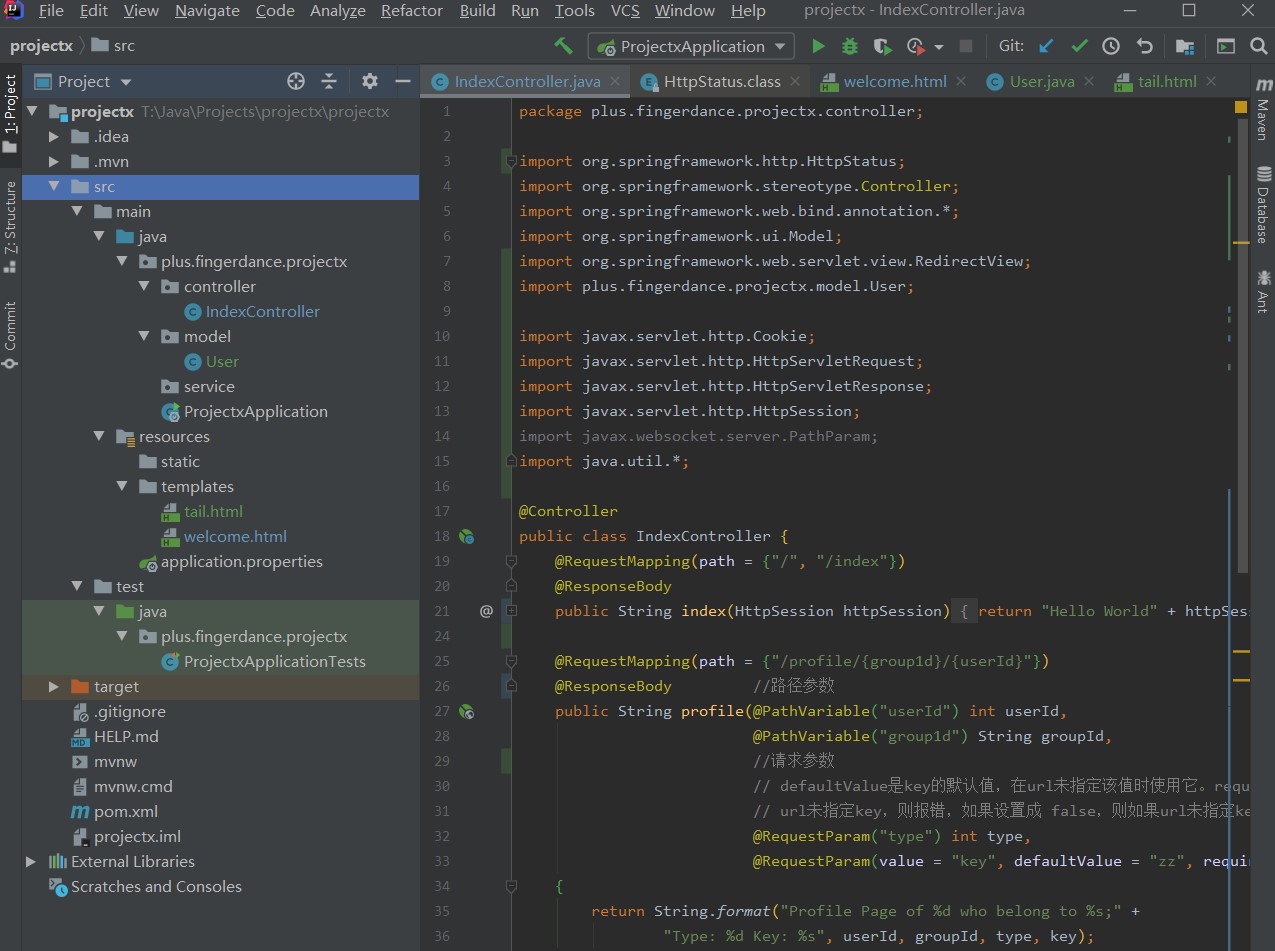 File Edit View Navigate Code Analyze Refactor Build Run Tools VCS Window Help projectx - IndexController.java
projectx src ProjectxApplication Git:
Project IndexController.java HttpStatus.class welcome.html User.java tail.html
1: Project
Z: Structure
Commit
projectx T:\Java\Projects\projectx\projectx
.idea
.mvn
src
main
java
plus.fingerdance.projectx
controller
IndexController
model
User
service
ProjectxApplication
resources
static
templates
tail.html
welcome.html
application.properties
test
java
plus.fingerdance.projectx
ProjectxApplicationTests
target
.gitignore
HELP.md
mvnw
mvnw.cmd
pom.xml
projectx.iml
External Libraries
Scratches and Consoles
1 package plus.fingerdance.projectx.controller;
2
3 import org.springframework.http.HttpStatus;
4 import org.springframework.stereotype.Controller;
5 import org.springframework.web.bind.annotation.*;
6 import org.springframework.ui.Model;
7 import org.springframework.web.servlet.view.RedirectView;
8 import plus.fingerdance.projectx.model.User;
9
10 import javax.servlet.http.Cookie;
11 import javax.servlet.http.HttpServletRequest;
12 import javax.servlet.http.HttpServletResponse;
13 import javax.servlet.http.HttpSession;
14 import javax.websocket.server.PathParam;
15 import java.util.*;
16
17 @Controller
18 public class IndexController {
19 @RequestMapping(path = {"/", "/index"})
20 @ResponseBody
21 @ public String index(HttpSession httpSession) { return "Hello World" + httpSes
24
25 @RequestMapping(path = {"/profile/{group1d}/{userId}"})
26 @ResponseBody //路径参数
27 public String profile(@PathVariable("userId") int userId,
28 @PathVariable("group1d") String groupId,
29 //请求参数
30 // defaultValue是key的默认值，在url未指定该值时使用它。requ
31 // url未指定key，则报错，如果设置成 false，则如果url未指定ke
32 @RequestParam("type") int type,
33 @RequestParam(value = "key", defaultValue = "zz", requi
34 {
35 return String.format("Profile Page of %d who belong to %s;" +
36 "Type: %d Key: %s", userId, groupId, type, key);
Maven
Database
Ant